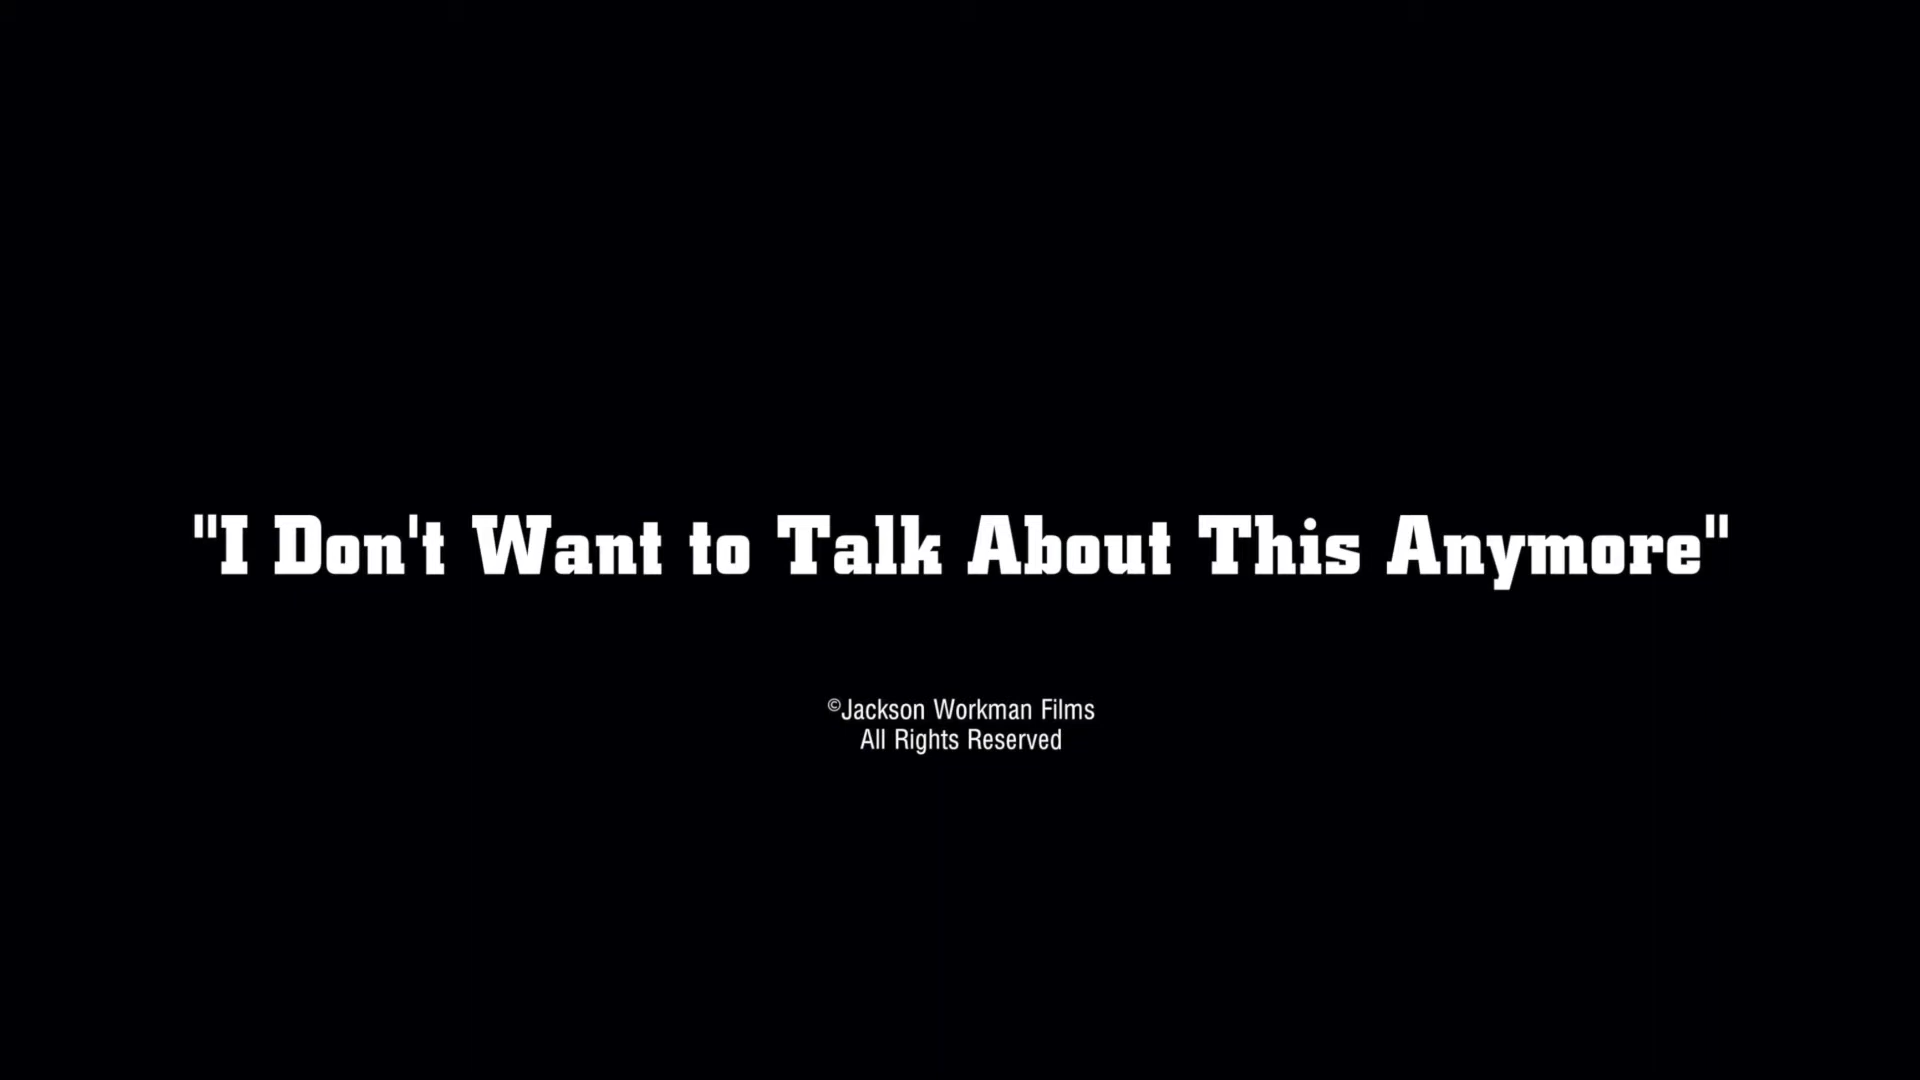 "I Don't Want to Talk About This Anymore"
©Jackson Workman Films
All Rights Reserved